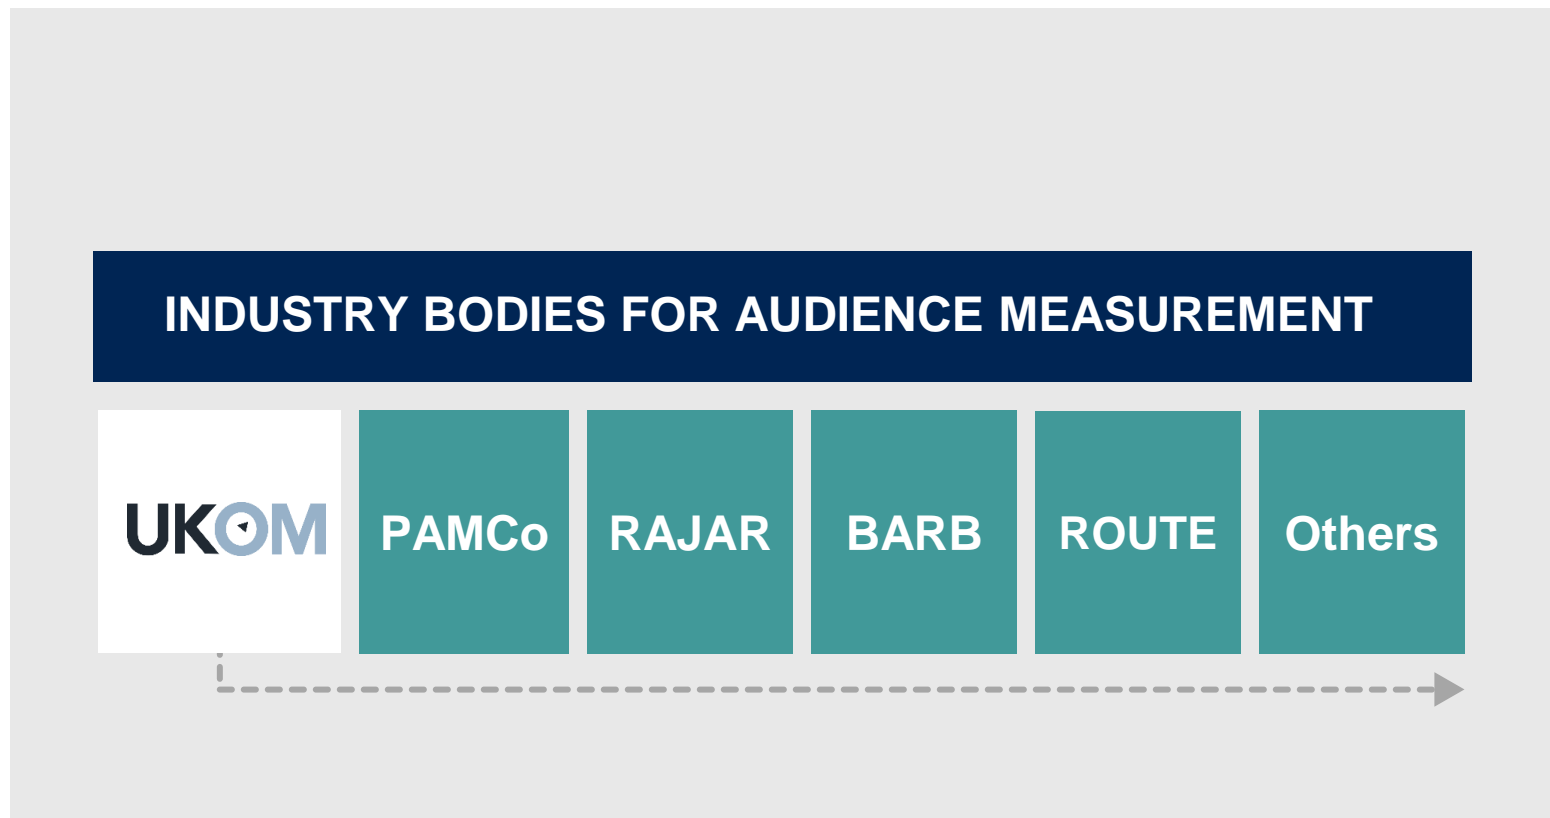 INDUSTRY BODIES FOR AUDIENCE MEASUREMENT
UKOM
PAMCo
RAJAR
BARB
ROUTE
Others